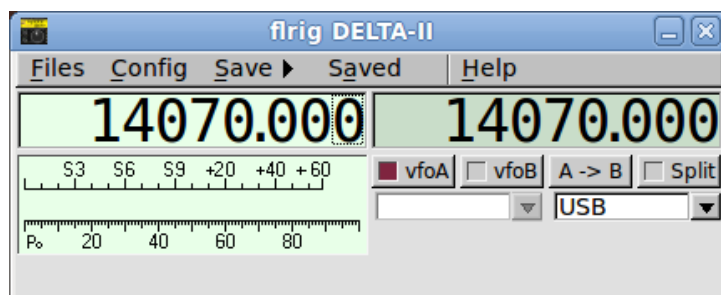 flrig DELTA-II
Files Config Save Saved Help
14070.000 14070.000
S3 S6 S9 +20 +40 +60
vfoA vfoB A -> B Split
USB
Po 20 40 60 80